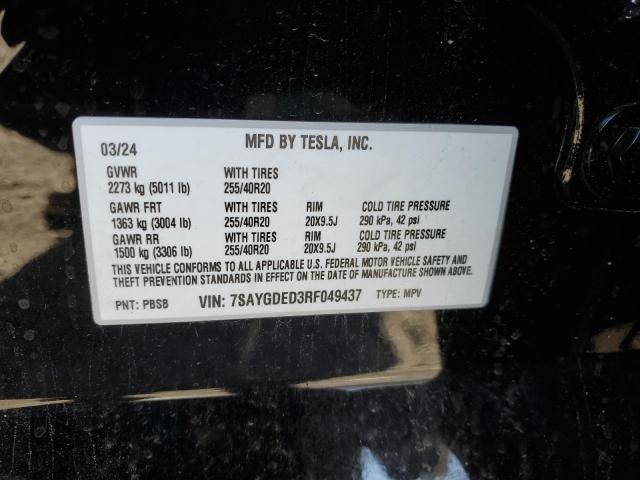 03/24 MFD BY TESLA, INC.
GVWR WITH TIRES
2273 kg (5011 lb) 255/40R20
GAWR FRT WITH TIRES RIM COLD TIRE PRESSURE
1363 kg (3004 lb) 255/40R20 20X9.5J 290 kPa, 42 psi
GAWR RR WITH TIRES RIM COLD TIRE PRESSURE
1500 kg (3306 lb) 255/40R20 20X9.5J 290 kPa, 42 psi
THIS VEHICLE CONFORMS TO ALL APPLICABLE U.S. FEDERAL MOTOR VEHICLE SAFETY AND
THEFT PREVENTION STANDARDS IN EFFECT ON THE DATE OF MANUFACTURE SHOWN ABOVE.
PNT: PBSB VIN: 7SAYGDED3RF049437 TYPE: MPV